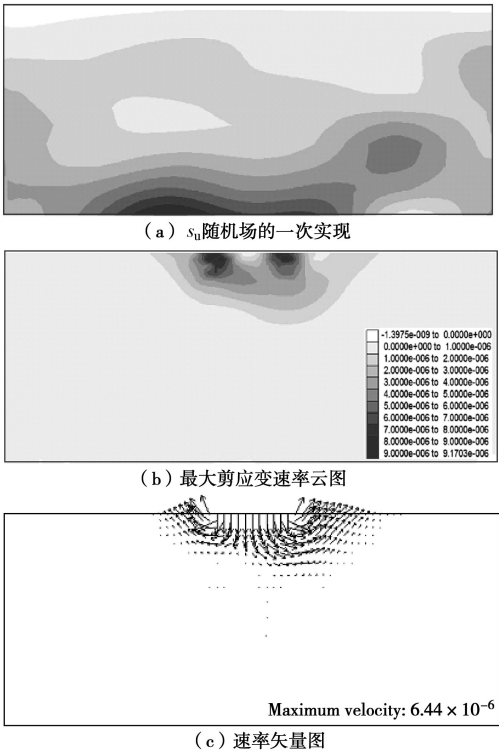 (a) su随机场的一次实现
-1.3975e-009 to 0.0000e+000
0.0000e+000 to 1.0000e-006
1.0000e-006 to 2.0000e-006
2.0000e-006 to 3.0000e-006
3.0000e-006 to 4.0000e-006
4.0000e-006 to 5.0000e-006
5.0000e-006 to 6.0000e-006
6.0000e-006 to 7.0000e-006
7.0000e-006 to 8.0000e-006
8.0000e-006 to 9.0000e-006
9.0000e-006 to 9.1703e-006
(b)最大剪应变速率云图
Maximum velocity: 6.44 × 10⁻⁶
(c)速率矢量图